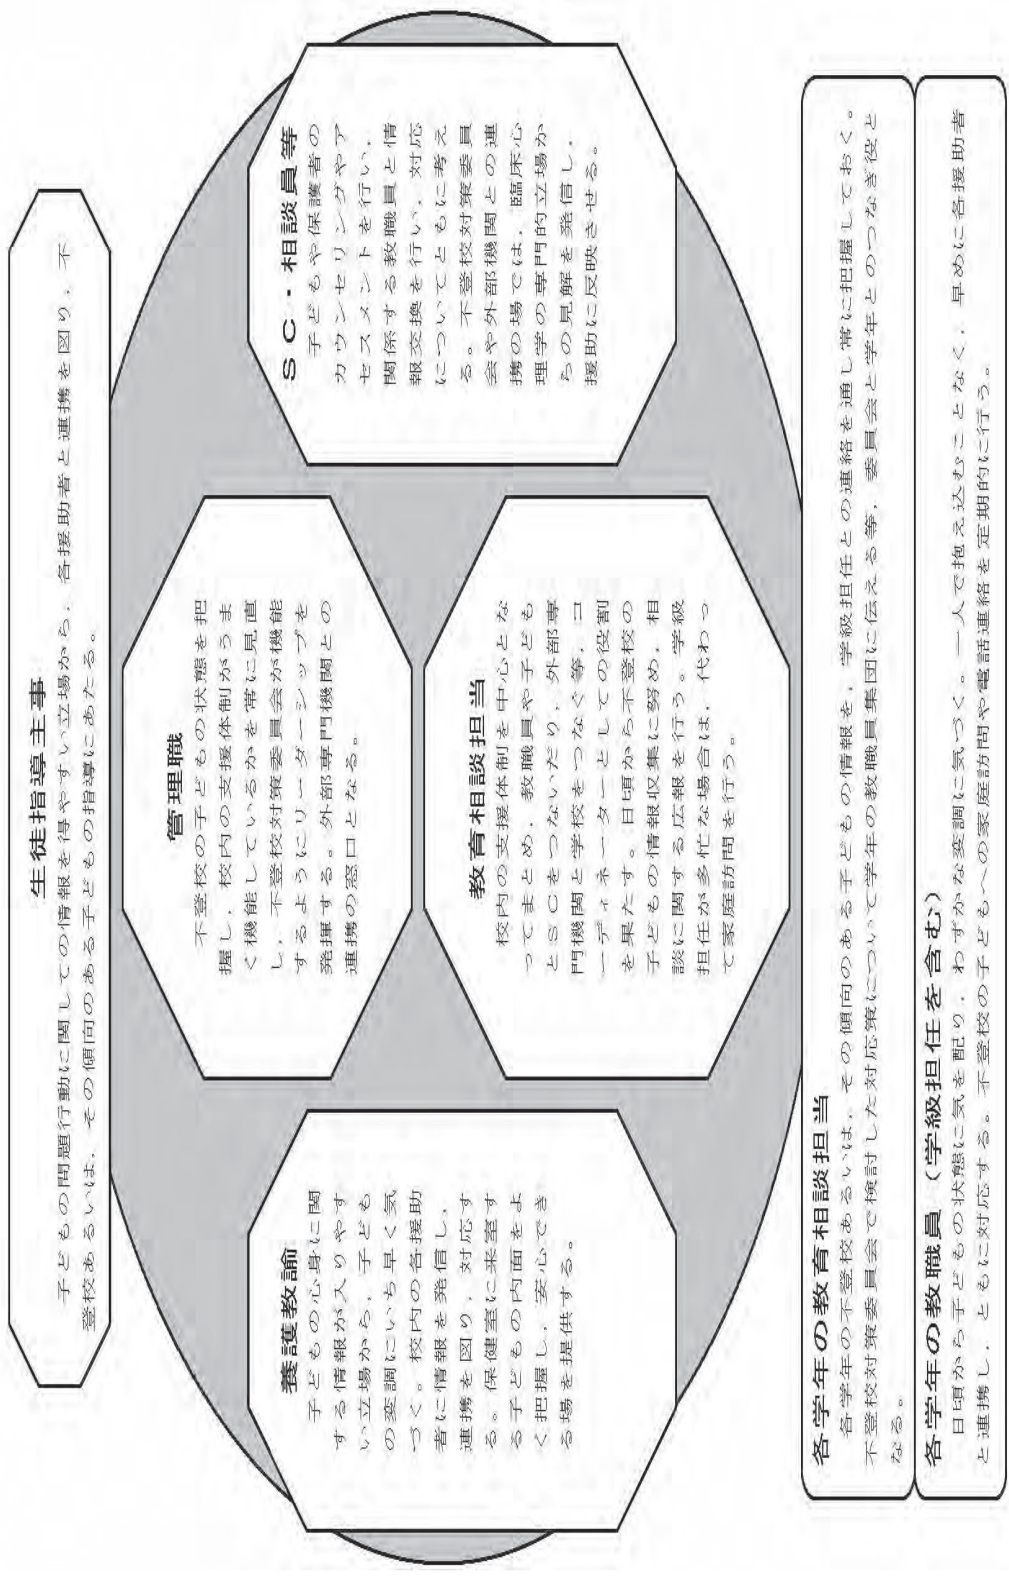 生徒指導主事
子どもの問題行動に関しての情報を得やすい立場から、各援助者と連携を図り、不
登校あるいは、その傾向のある子どもの指導にあたる。
養護教諭
子どもの心身に関
する情報が入りやす
い立場から、子ども
の変調にいち早く気
づく。校内の各援助
者に情報を発信し、
連携を図り、対応す
る。保健室に来室す
る子どもの内面をよ
く把握し、安心でき
る場を提供する。
管理職
不登校の子どもの状態を把
握し、校内の支援体制がうま
く機能しているかを常に見直
し、不登校対策委員会が機能
するようにリーダーシップを
発揮する。外部専門機関との
連携の窓口となる。
教育相談担当
校内の支援体制を中心とな
ってまとめ、教職員や子ども
とSCをつないだり、外部専
門機関と学校をつなぐ等、コ
ーディネーターとしての役割
を果たす。日頃から不登校の
子どもの情報収集に努め、相
談に関する広報を行う。学級
担任が多忙な場合は、代わっ
て家庭訪問を行う。
SC・相談員等
子どもや保護者の
カウンセリングやア
セスメントを行い、
関係する教職員と情
報交換を行い、対応
についてともに考え
る。不登校対策委員
会や外部機関との連
携の場では、臨床心
理学の専門的立場か
らの見解を発信し、
援助に反映させる。
各学年の教育相談担当
各学年の不登校あるいは、その傾向のある子どもの情報を、学級担任との連絡を通し常に把握しておく。
不登校対策委員会で検討した対応策について学年の教職員集団に伝える等、委員会と学年とのつなぎ役と
なる。
各学年の教職員（学級担任を含む）
日頃から子どもの状態に気を配り、わずかな変調に気づく。一人で抱え込むことなく、早めに各援助者
と連携し、ともに対応する。不登校の子どもへの家庭訪問や電話連絡を定期的に行う。